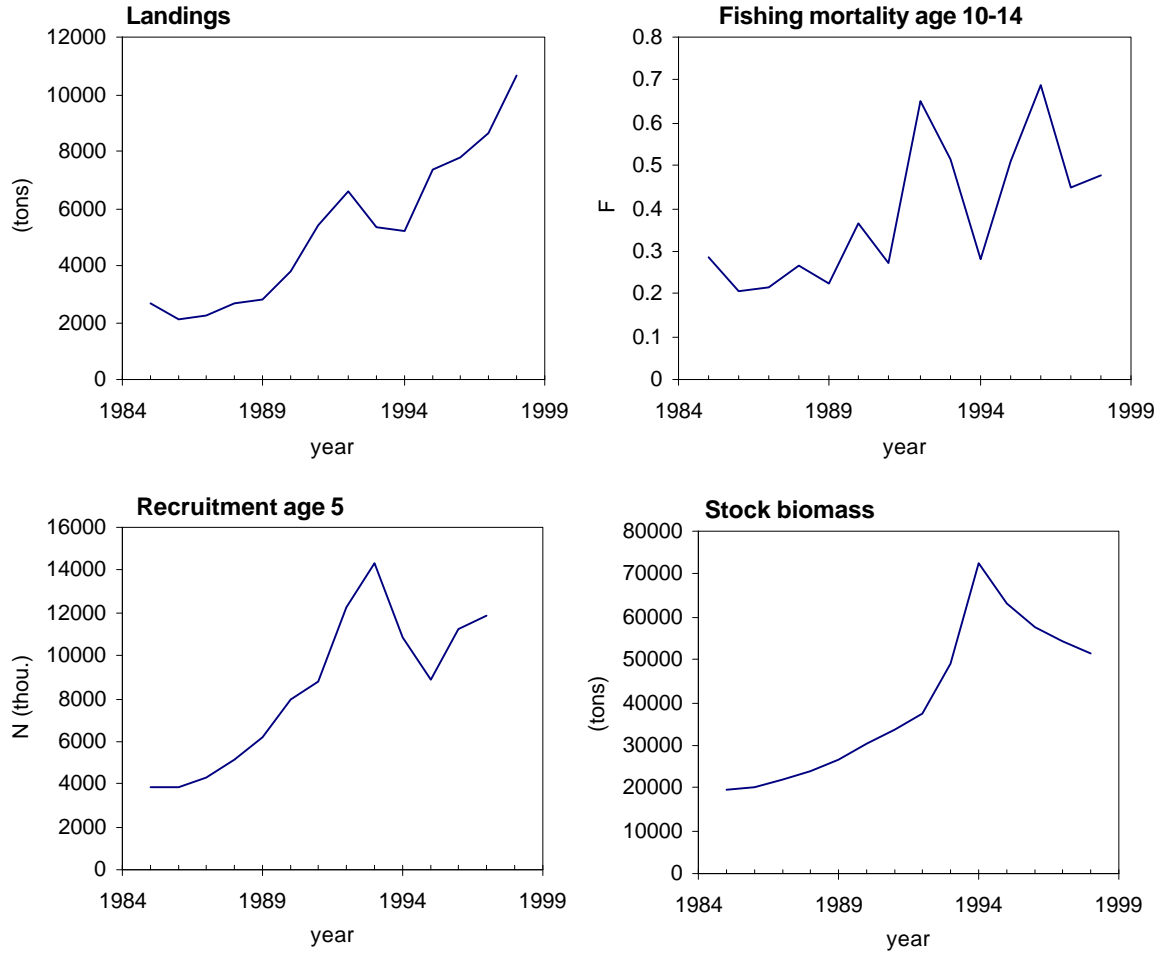 Landings
12000
10000
8000
6000
4000
2000
0
(tons)
1984 1989 1994 1999
year
Fishing mortality age 10-14
0.8
0.7
0.6
0.5
0.4
0.3
0.2
0.1
0
F
1984 1989 1994 1999
year
Recruitment age 5
16000
14000
12000
10000
8000
6000
4000
2000
0
N (thou.)
1984 1989 1994 1999
year
Stock biomass
80000
70000
60000
50000
40000
30000
20000
10000
0
(tons)
1984 1989 1994 1999
year